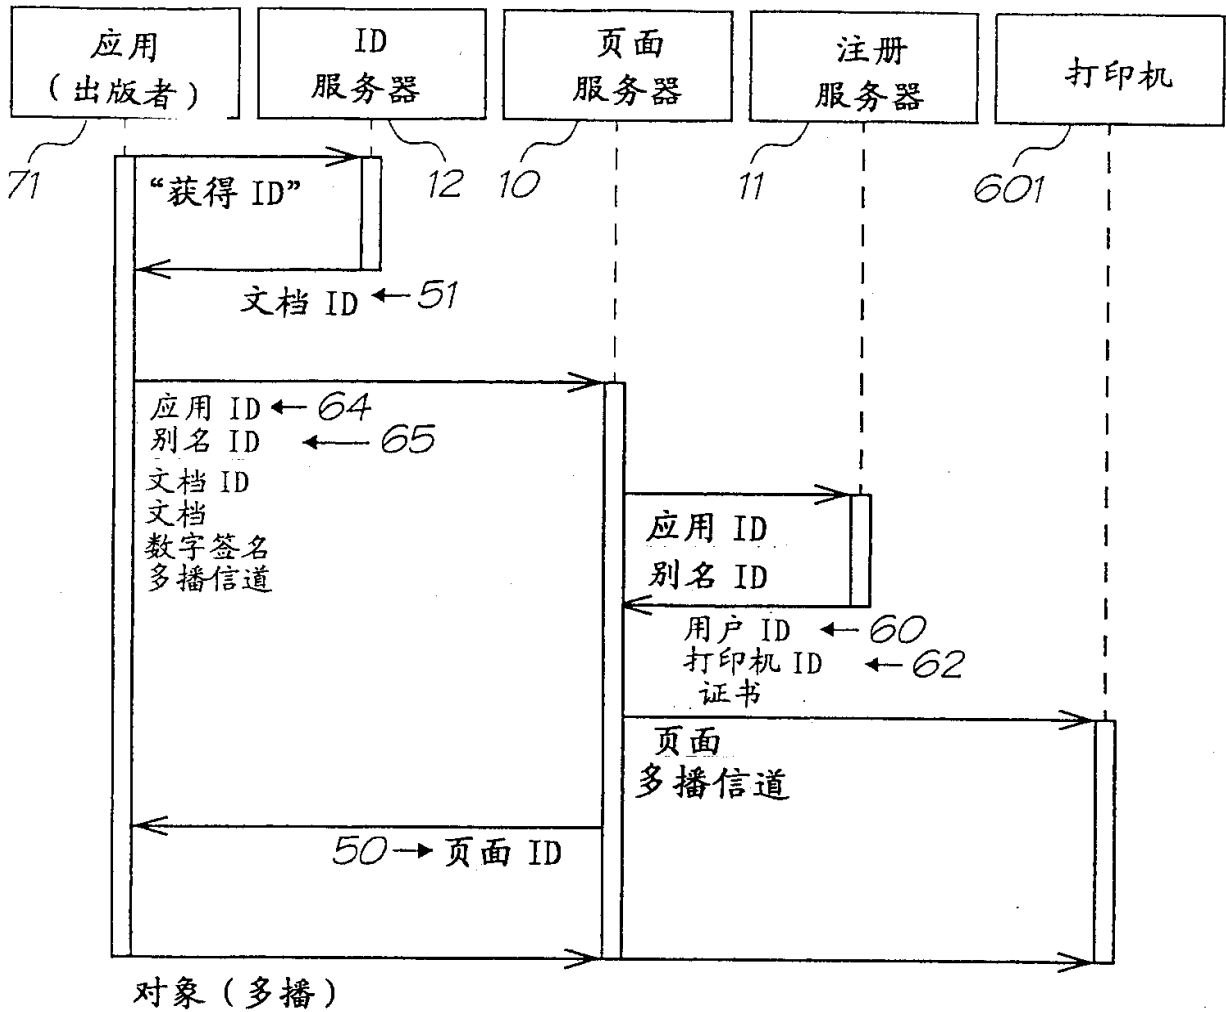 应用
(出版者)
ID
服务器
页面
服务器
注册
服务器
打印机
71
12
10
11
601
“获得 ID”
文档 ID ← 51
应用 ID ← 64
别名 ID ← 65
文档 ID
文档
数字签名
多播信道
应用 ID
别名 ID
用户 ID ← 60
打印机 ID ← 62
证书
页面
多播信道
50 → 页面 ID
对象(多播)